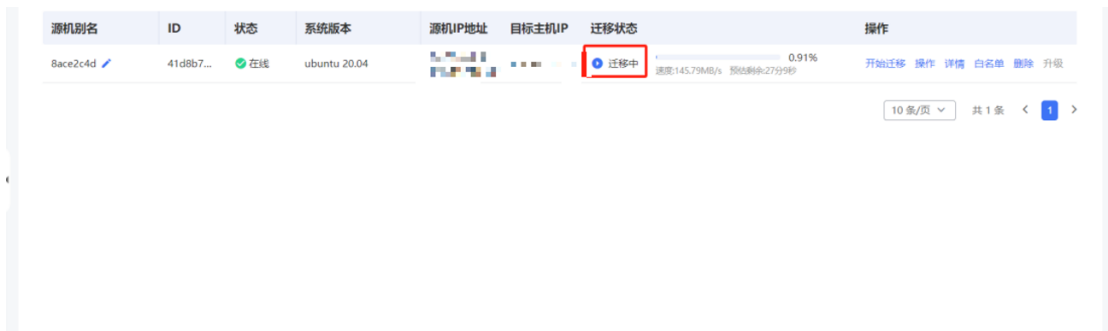 源机别名 ID 状态 系统版本 源机IP地址 目标主机IP 迁移状态 操作
8ace2c4d 41d8b7... 在线 ubuntu 20.04 迁移中 0.91% 开始迁移 操作 详情 白名单 删除 升级
速度:145.79MB/s 预估剩余:27分9秒
10 条/页 共 1 条 1